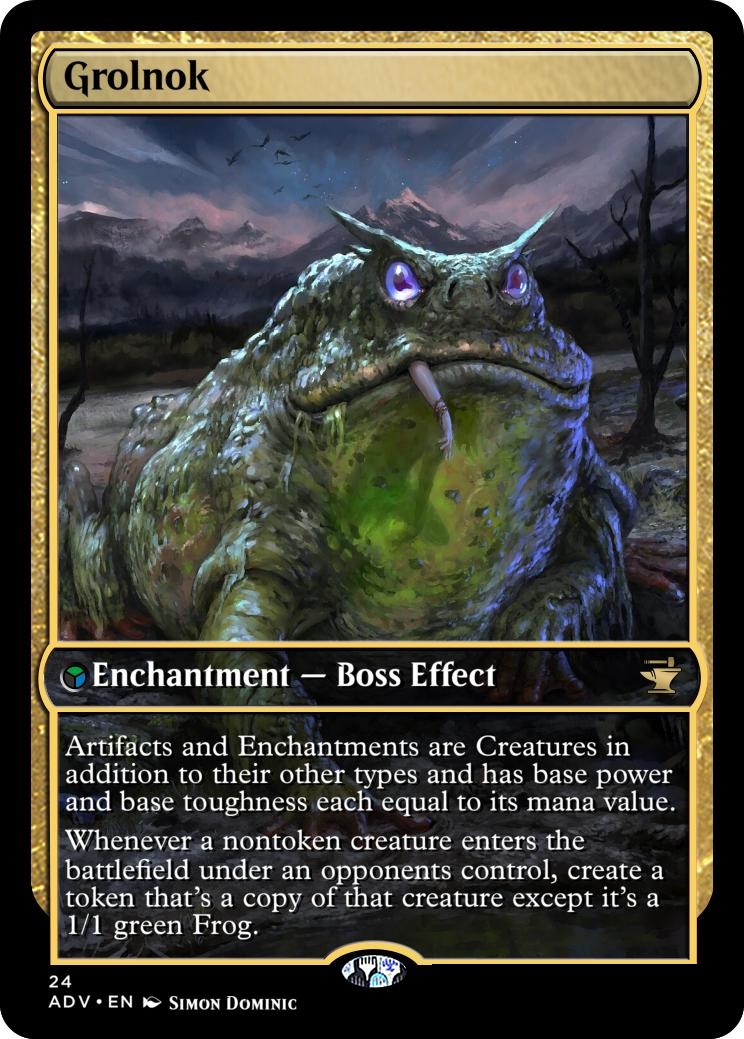 Grolnok
Enchantment — Boss Effect
Artifacts and Enchantments are Creatures in
addition to their other types and has base power
and base toughness each equal to its mana value.
Whenever a nontoken creature enters the
battlefield under an opponents control, create a
token that's a copy of that creature except it's a
1/1 green Frog.
24
ADV • EN Simon Dominic